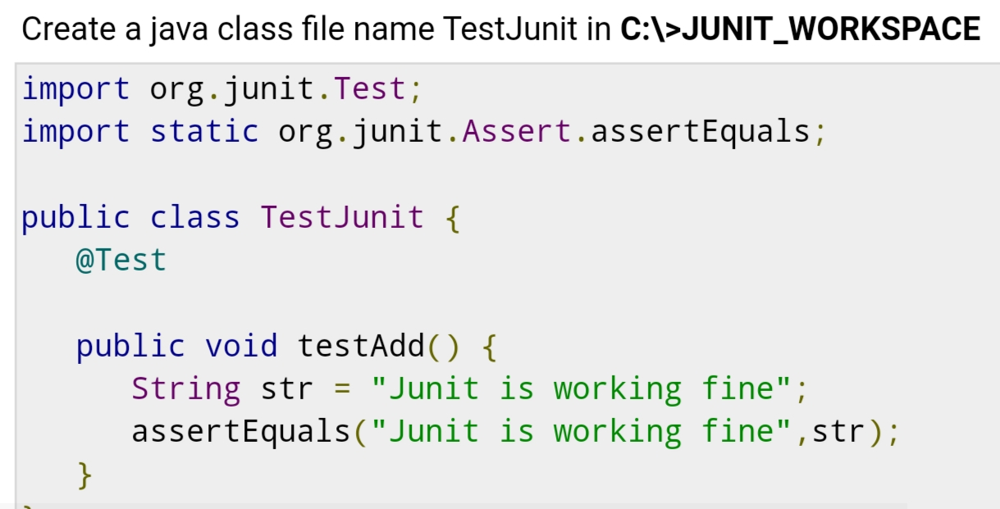 Create a java class file name TestJunit in C:\>JUNIT_WORKSPACE
import org.junit.Test;
import static org.junit.Assert.assertEquals;
public class TestJunit {
@Test
public void testAdd() {
String str = "Junit is working fine";
assertEquals("Junit is working fine",str);
}
}